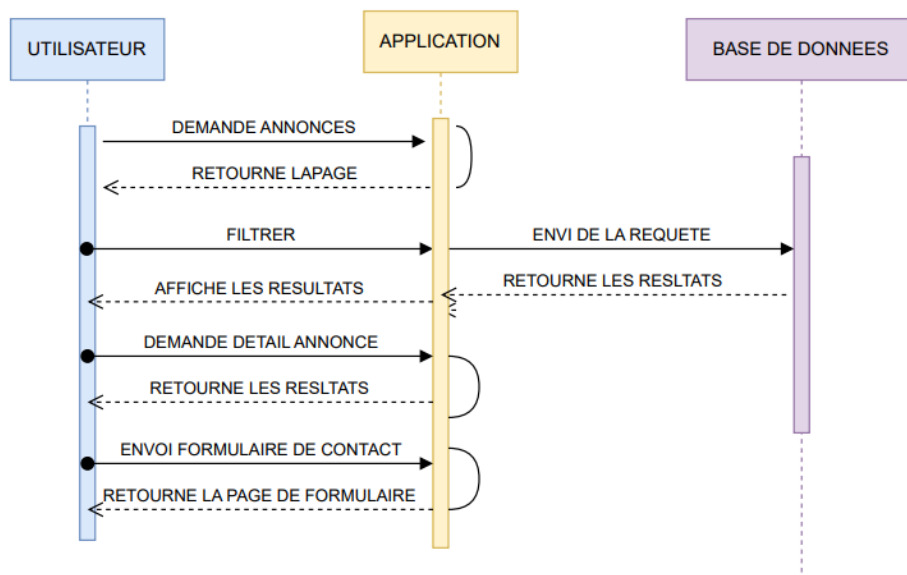 UTILISATEUR
APPLICATION
BASE DE DONNEES
DEMANDE ANNONCES
RETOURNE LAPAGE
FILTRER
ENVI DE LA REQUETE
AFFICHE LES RESULTATS
RETOURNE LES RESLTATS
DEMANDE DETAIL ANNONCE
RETOURNE LES RESLTATS
ENVOI FORMULAIRE DE CONTACT
RETOURNE LA PAGE DE FORMULAIRE